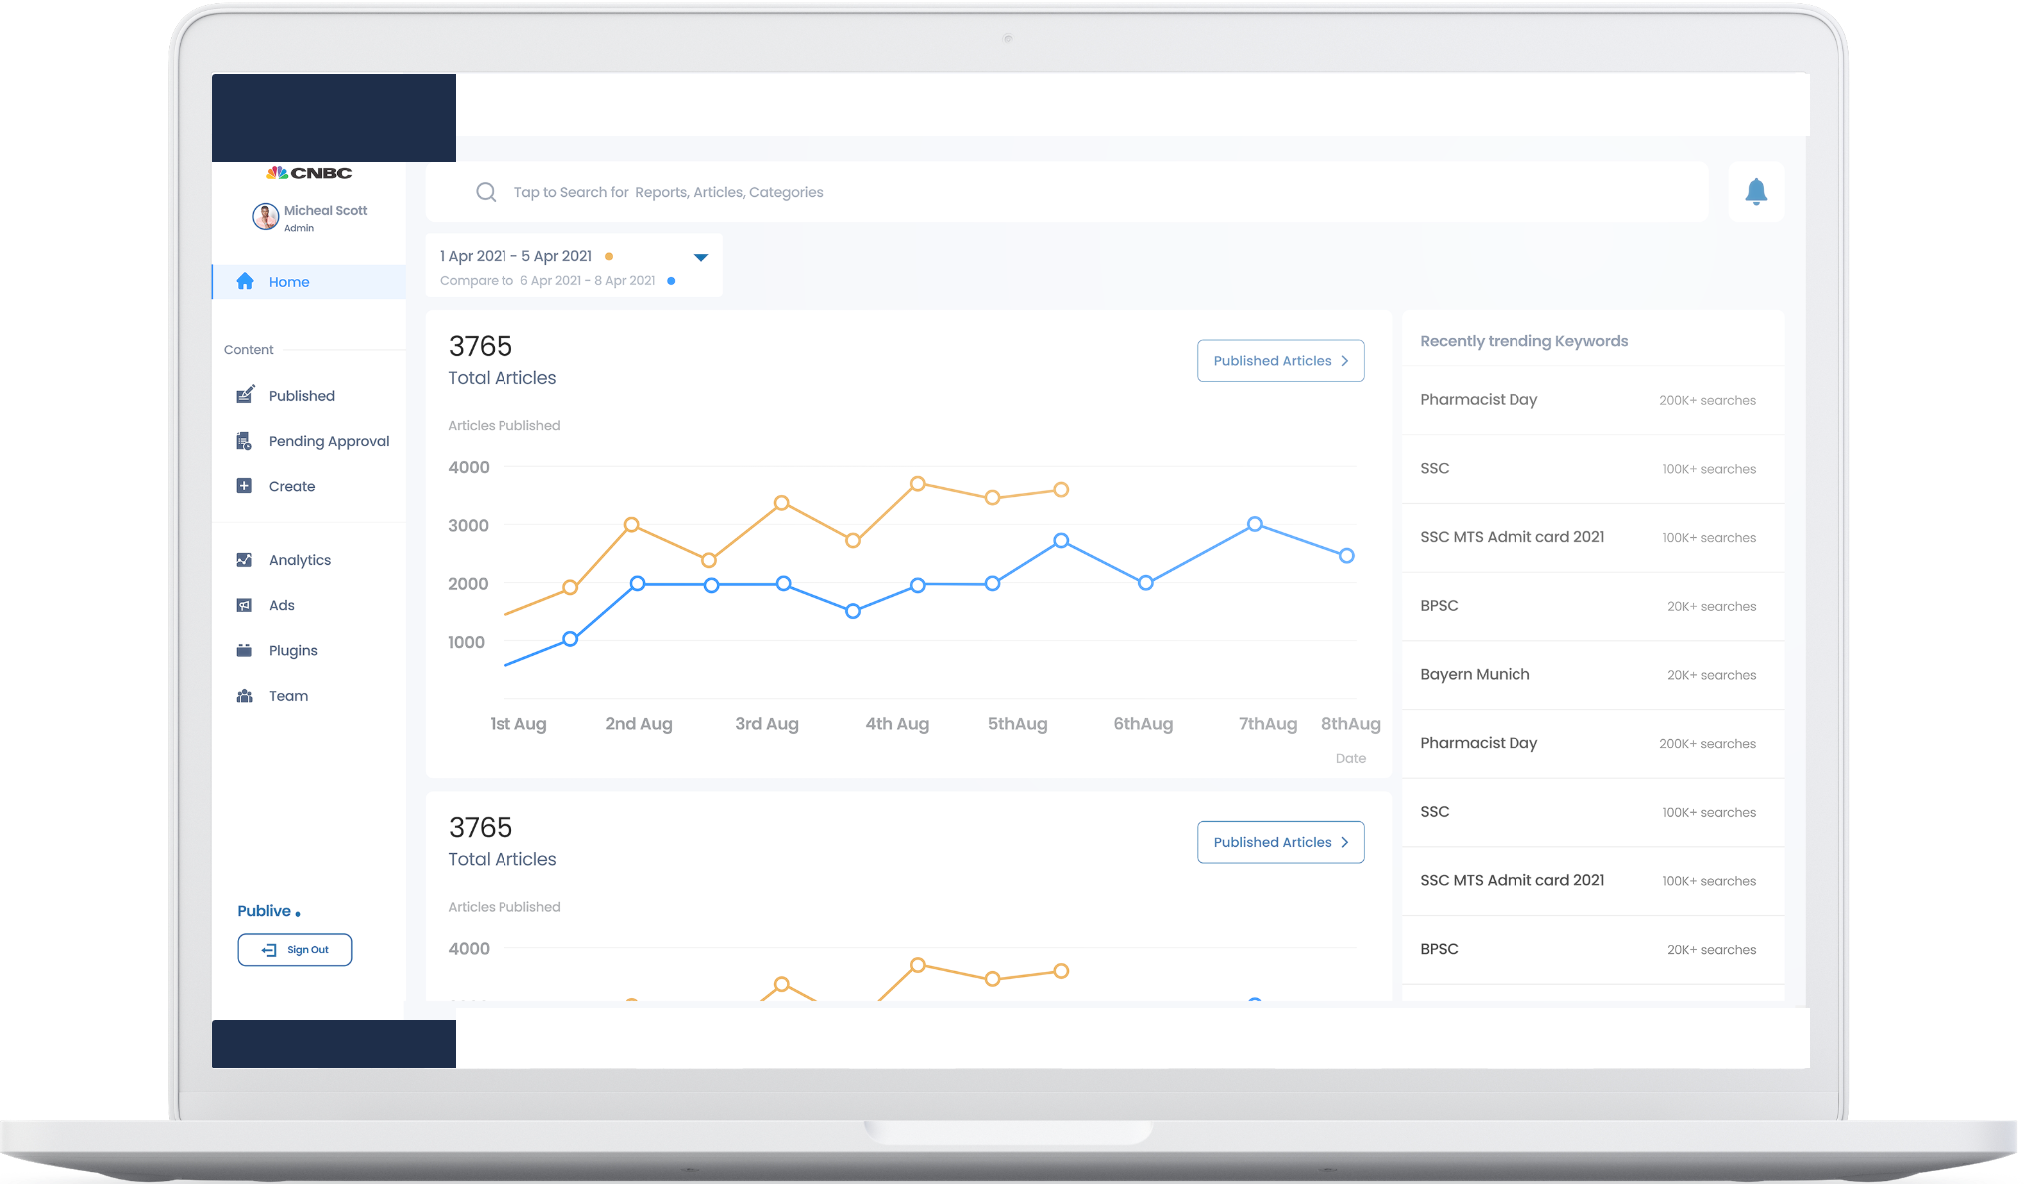 CNBC
Micheal Scott
Admin
Home
Content
Published
Pending Approval
Create
Analytics
Ads
Plugins
Team
Publive.
Sign Out
Tap to Search for Reports, Articles, Categories
1 Apr 2021 - 5 Apr 2021
Compare to 6 Apr 2021 - 8 Apr 2021
3765
Total Articles
Published Articles
Articles Published
4000
3000
2000
1000
1st Aug 2nd Aug 3rd Aug 4th Aug 5thAug 6thAug 7thAug 8thAug
Date
3765
Total Articles
Published Articles
Articles Published
4000
Recently trending Keywords
Pharmacist Day 200K+ searches
SSC 100K+ searches
SSC MTS Admit card 2021 100K+ searches
BPSC 20K+ searches
Bayern Munich 20K+ searches
Pharmacist Day 200K+ searches
SSC 100K+ searches
SSC MTS Admit card 2021 100K+ searches
BPSC 20K+ searches